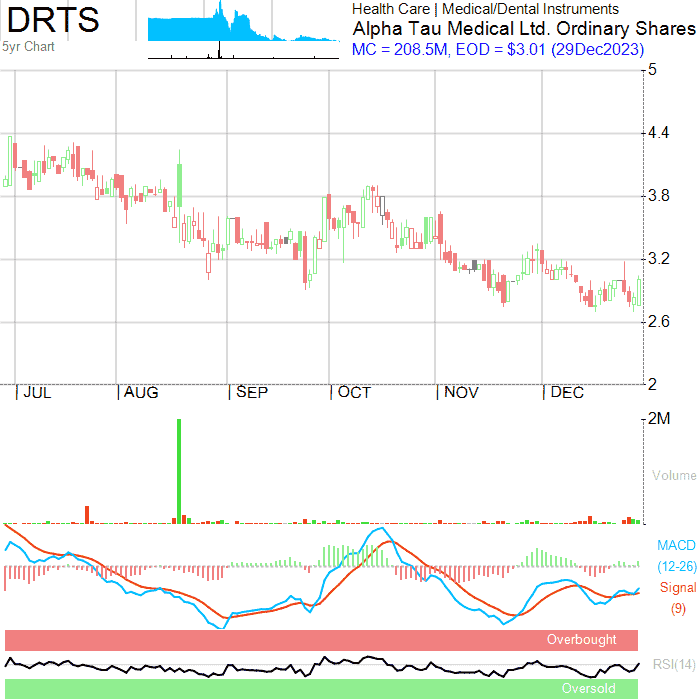 DRTS
5yr Chart
Health Care | Medical/Dental Instruments
Alpha Tau Medical Ltd. Ordinary Shares
MC = 208.5M, EOD = $3.01 (29Dec2023)
5
4.4
3.8
3.2
2.6
2
JUL AUG SEP OCT NOV DEC
2M
Volume
MACD
(12-26)
Signal
(9)
Overbought
RSI(14)
Oversold